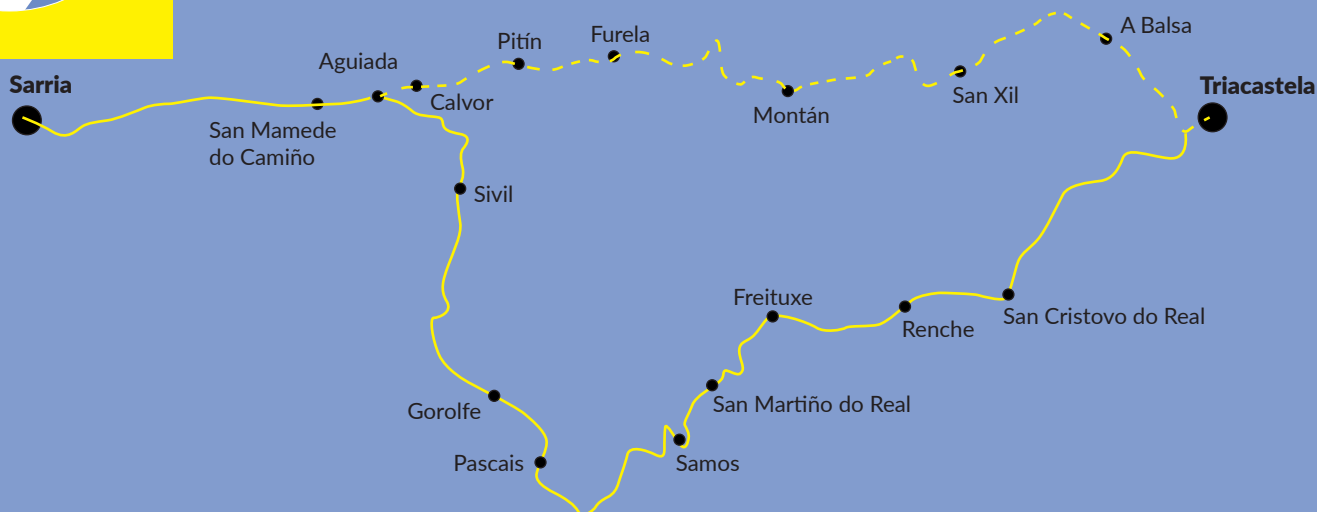 A Balsa
Furela
Pitín
Aguiada
Sarria
Triacastela
San Xil
Calvor
Montán
San Mamede
do Camiño
Sivil
Freituxe
San Cristovo do Real
Renche
San Martiño do Real
Gorolfe
Pascais
Samos